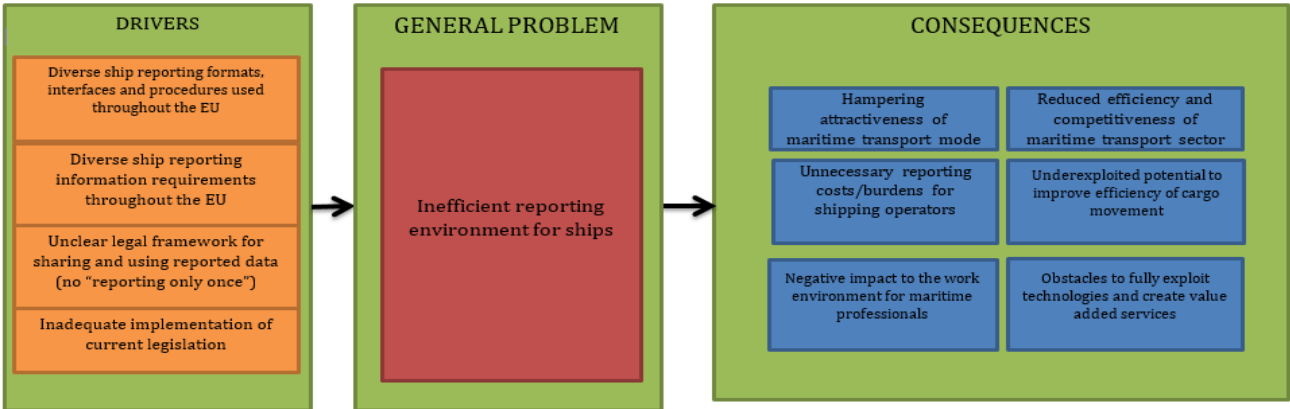 DRIVERS
Diverse ship reporting formats,
interfaces and procedures used
throughout the EU
Diverse ship reporting
information requirements
throughout the EU
Unclear legal framework for
sharing and using reported data
(no “reporting only once”)
Inadequate implementation of
current legislation
GENERAL PROBLEM
Inefficient reporting
environment for ships
CONSEQUENCES
Hampering
attractiveness of
maritime transport mode
Reduced efficiency and
competitiveness of
maritime transport sector
Unnecessary reporting
costs/burdens for
shipping operators
Underexploited potential to
improve efficiency of cargo
movement
Negative impact to the work
environment for maritime
professionals
Obstacles to fully exploit
technologies and create value
added services